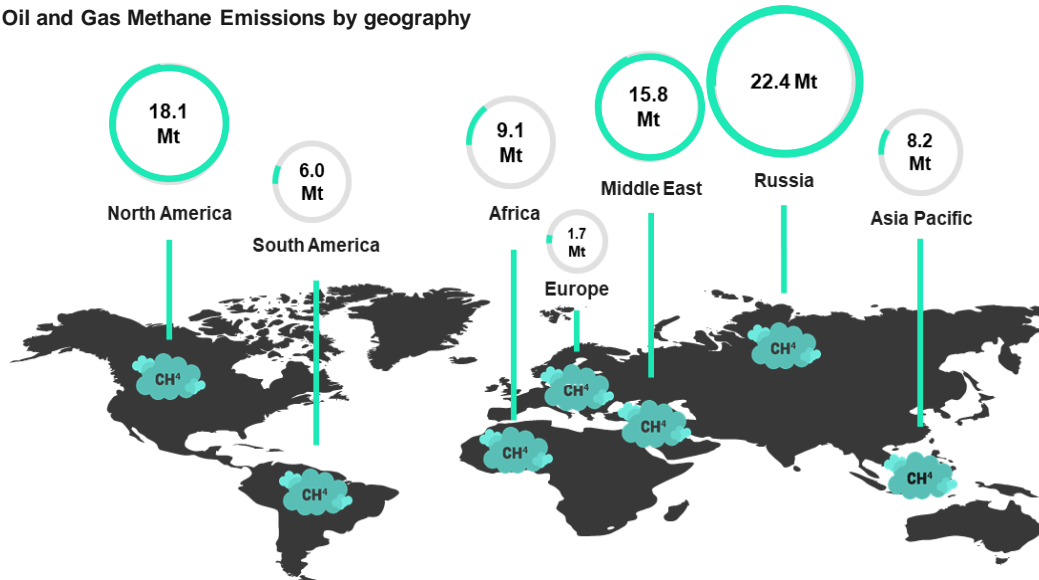 Oil and Gas Methane Emissions by geography
18.1
Mt
North America
6.0
Mt
South America
9.1
Mt
Africa
1.7
Mt
Europe
15.8
Mt
Middle East
22.4 Mt
Russia
8.2
Mt
Asia Pacific
CH⁴
CH⁴
CH⁴
CH⁴
CH⁴
CH⁴
CH⁴